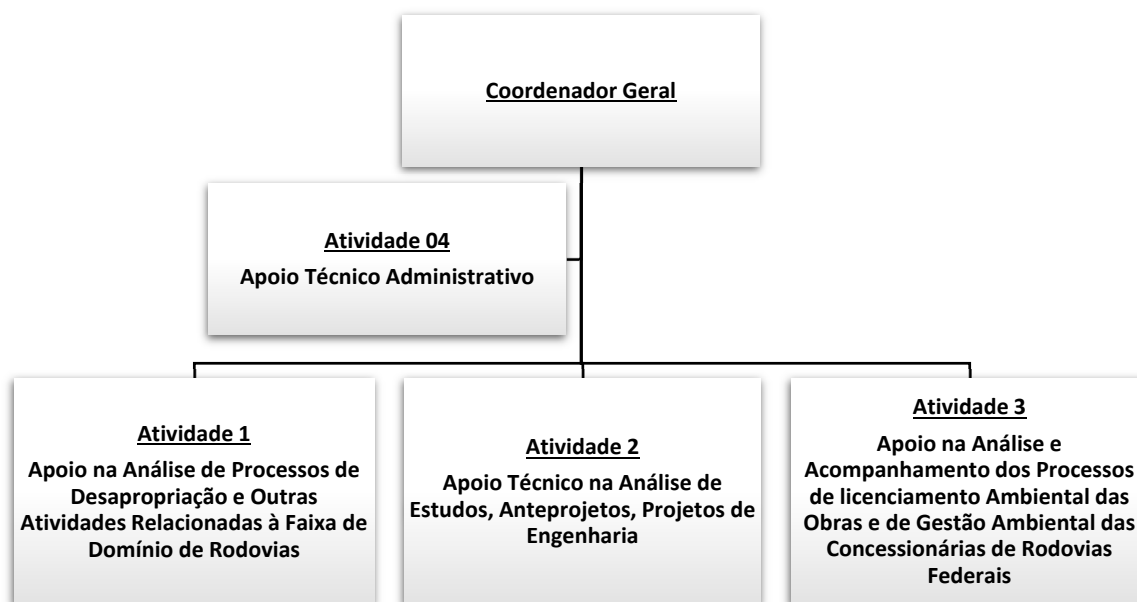 Coordenador Geral
Atividade 04
Apoio Técnico Administrativo
Atividade 1
Apoio na Análise de Processos de
Desapropriação e Outras
Atividades Relacionadas à Faixa de
Domínio de Rodovias
Atividade 2
Apoio Técnico na Análise de
Estudos, Anteprojetos, Projetos de
Engenharia
Atividade 3
Apoio na Análise e
Acompanhamento dos Processos
de licenciamento Ambiental das
Obras e de Gestão Ambiental das
Concessionárias de Rodovias
Federais